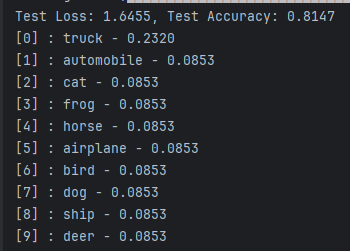 Test Loss: 1.6455, Test Accuracy: 0.8147
[0] : truck - 0.2320
[1] : automobile - 0.0853
[2] : cat - 0.0853
[3] : frog - 0.0853
[4] : horse - 0.0853
[5] : airplane - 0.0853
[6] : bird - 0.0853
[7] : dog - 0.0853
[8] : ship - 0.0853
[9] : deer - 0.0853